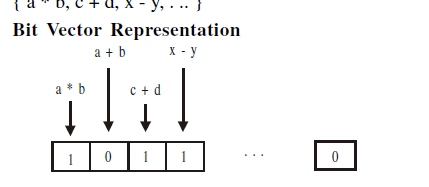 { a * b, c + d, x - y, . .. }
Bit Vector Representation
a + b x - y
a * b c + d
1 0 1 1 . . . 0